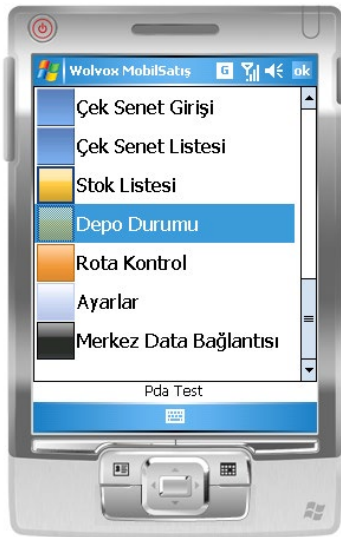 Wolvox MobilSatış G ok
Çek Senet Girişi
Çek Senet Listesi
Stok Listesi
Depo Durumu
Rota Kontrol
Ayarlar
Merkez Data Bağlantısı
Pda Test